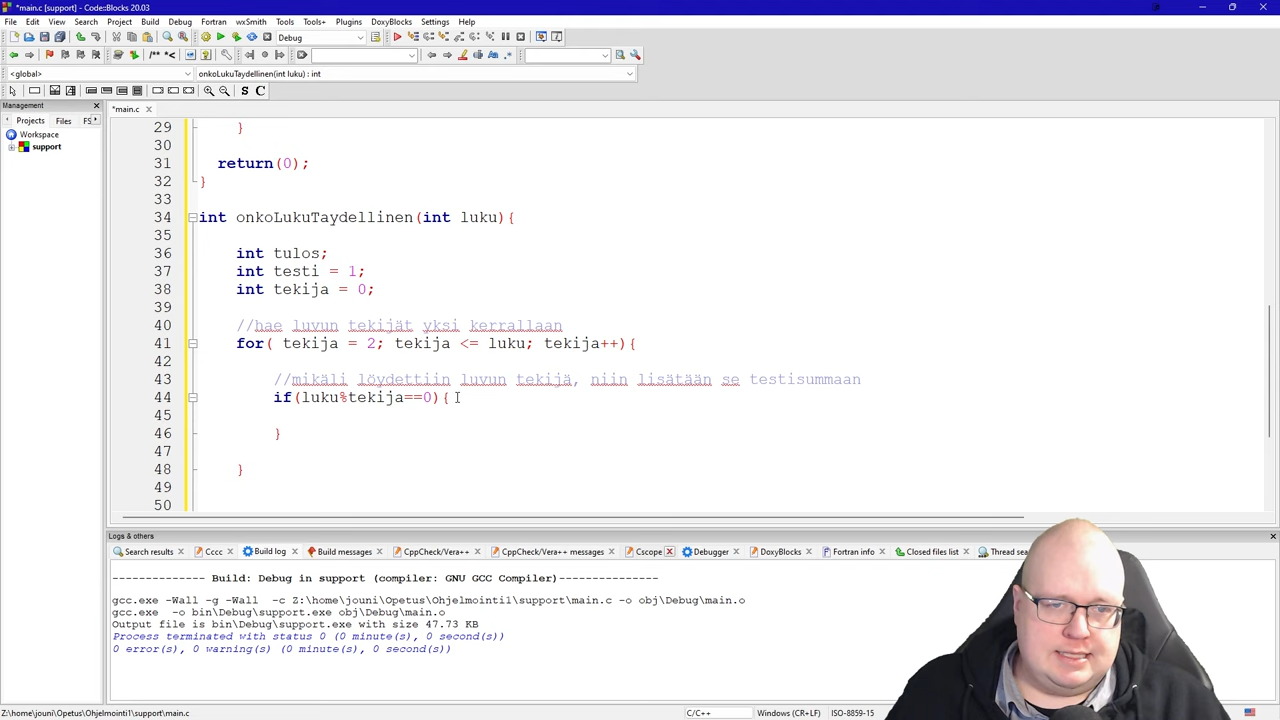 *main.c [support] - Code::Blocks 20.03
File Edit View Search Project Build Debug Fortran wxSmith Tools Tools+ Plugins DoxyBlocks Settings Help
Debug
/** *<
<global> onkoLukuTaydellinen(int luku) : int
S C
Management
Projects Files FS
Workspace
support
*main.c
29 }
30
31 return(0);
32 }
33
34 int onkoLukuTaydellinen(int luku){
35
36 int tulos;
37 int testi = 1;
38 int tekija = 0;
39
40 //hae luvun tekijät yksi kerrallaan
41 for( tekija = 2; tekija <= luku; tekija++){
42
43 //mikäli löydettiin luvun tekijä, niin lisätään se testisummaan
44 if(luku%tekija==0){
45
46 }
47
48 }
49
50
Logs & others
Search results Cccc Build log Build messages CppCheck/Vera++ CppCheck/Vera++ messages Cscope Debugger DoxyBlocks Fortran info Closed files list Thread sea
-------------- Build: Debug in support (compiler: GNU GCC Compiler)---------------
gcc.exe -Wall -g -Wall -c Z:\home\jouni\Opetus\Ohjelmointi1\support\main.c -o obj\Debug\main.o
gcc.exe -o bin\Debug\support.exe obj\Debug\main.o
Output file is bin\Debug\support.exe with size 47.73 KB
Process terminated with status 0 (0 minute(s), 0 second(s))
0 error(s), 0 warning(s) (0 minute(s), 0 second(s))
Z:\home\jouni\Opetus\Ohjelmointi1\support\main.c C/C++ Windows (CR+LF) ISO-8859-15